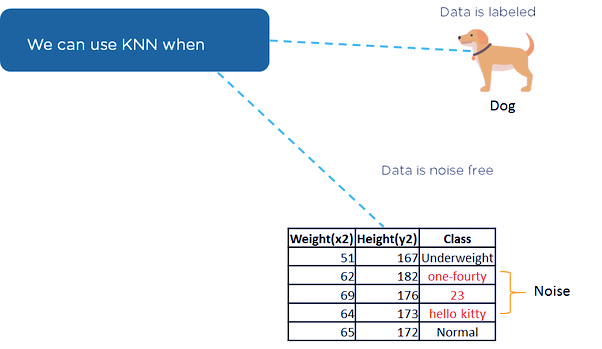 Data is labeled
We can use KNN when
Dog
Data is noise free
Weight(x2) Height(y2) Class
51 167 Underweight
62 182 one-fourty
69 176 23
64 173 hello kitty
65 172 Normal
Noise